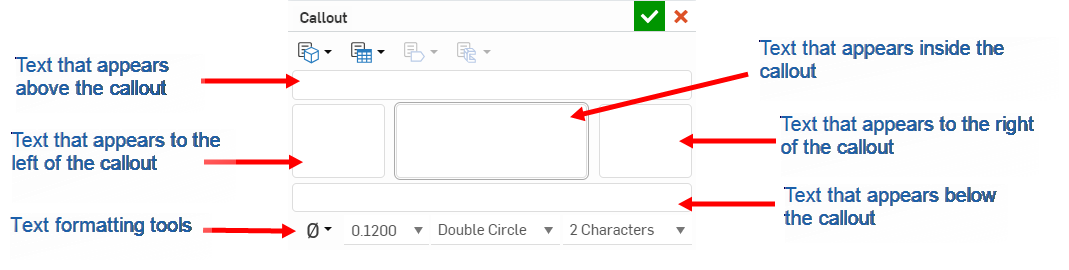 Callout
Text that appears
above the callout
Text that appears inside the
callout
Text that appears to the
left of the callout
Text that appears to the right
of the callout
Text that appears below
the callout
Text formatting tools
Ø 0.1200 Double Circle 2 Characters